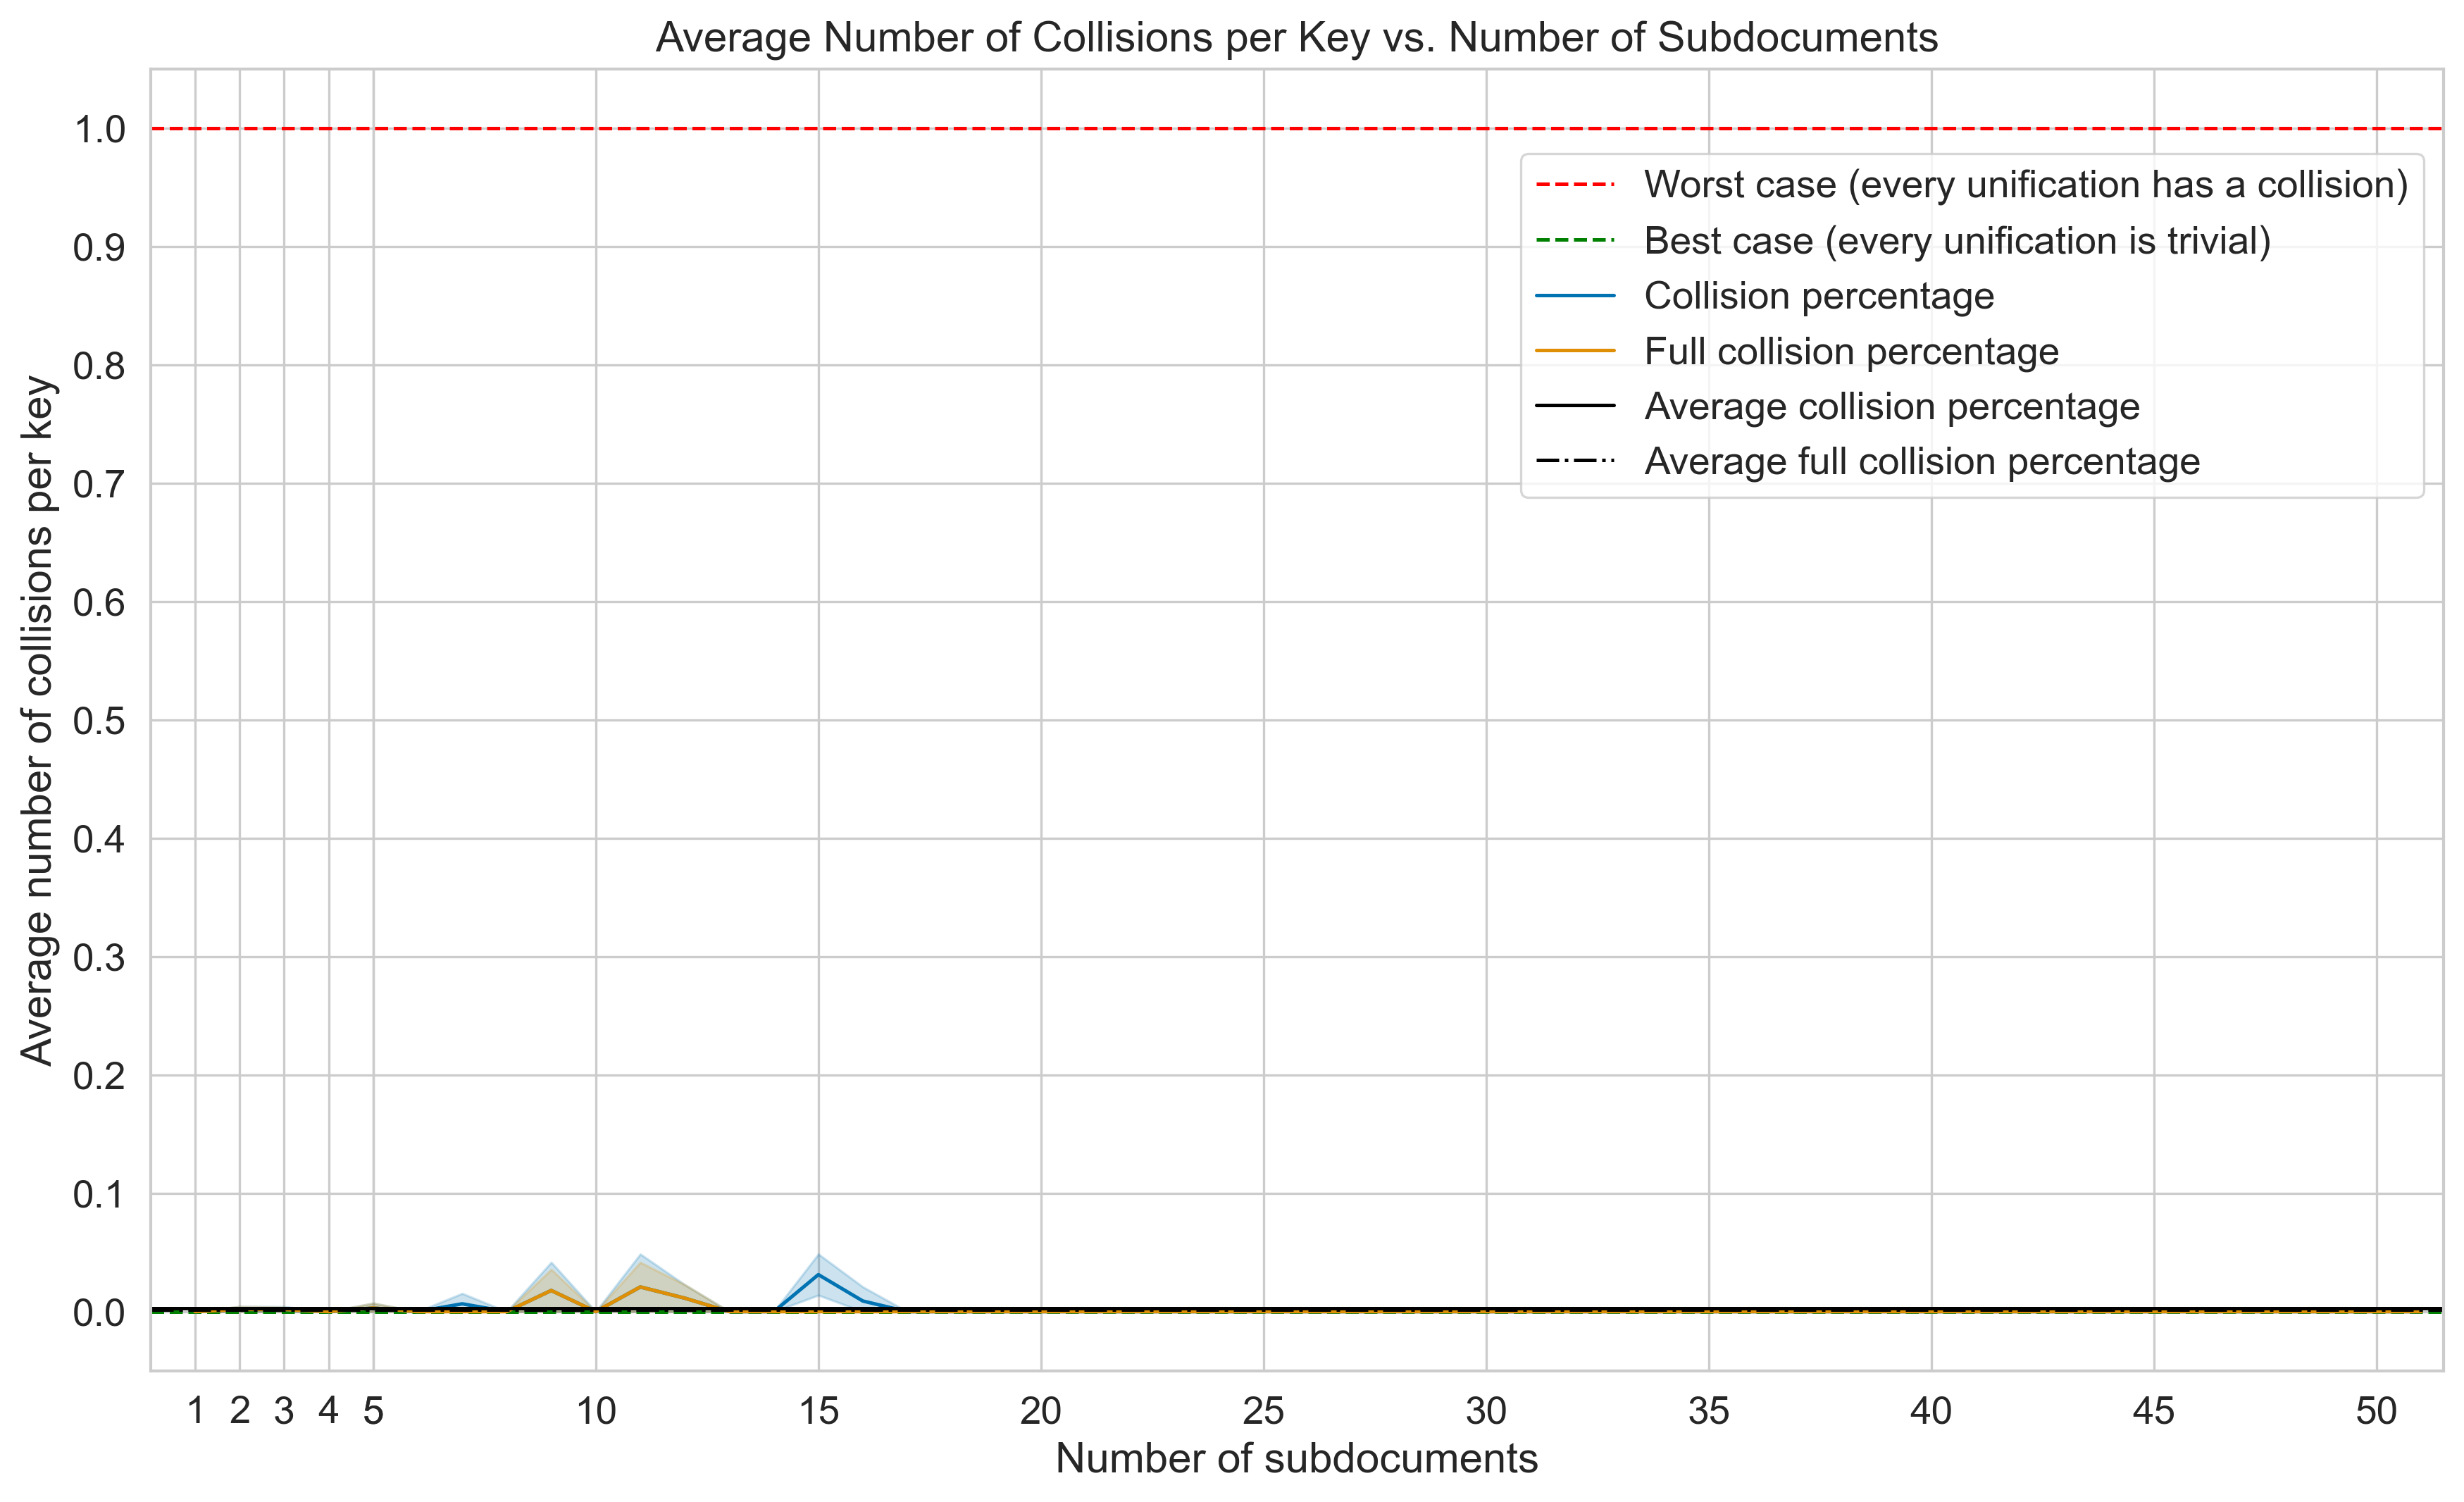 Average Number of Collisions per Key vs. Number of Subdocuments
1.0
0.9
0.8
0.7
0.6
0.5
0.4
0.3
0.2
0.1
0.0
Average number of collisions per key
Worst case (every unification has a collision)
Best case (every unification is trivial)
Collision percentage
Full collision percentage
Average collision percentage
Average full collision percentage
1 2 3 4 5 10 15 20 25 30 35 40 45 50
Number of subdocuments